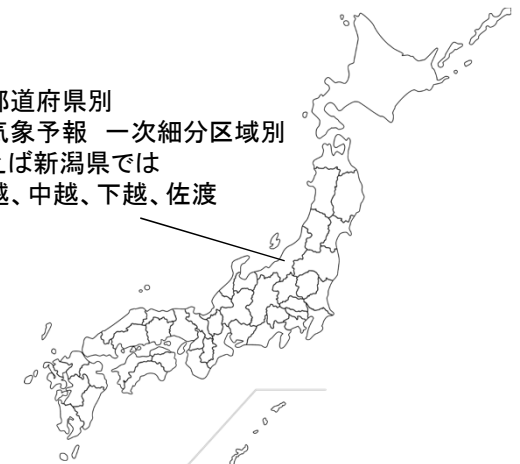 道府県別
気象予報 一次細分区域別
ば新潟県では
越、中越、下越、佐渡